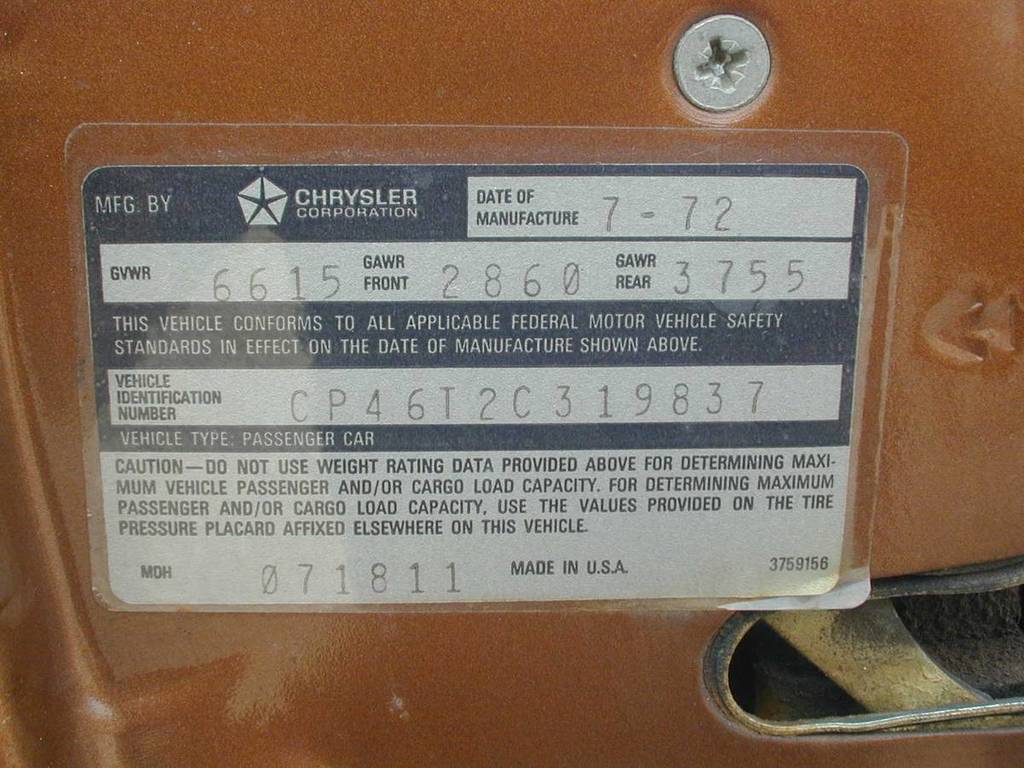 MFG. BY CHRYSLER CORPORATION DATE OF MANUFACTURE 7-72
GVWR 6615 GAWR FRONT 2860 GAWR REAR 3755
THIS VEHICLE CONFORMS TO ALL APPLICABLE FEDERAL MOTOR VEHICLE SAFETY
STANDARDS IN EFFECT ON THE DATE OF MANUFACTURE SHOWN ABOVE.
VEHICLE IDENTIFICATION NUMBER CP46T2C319837
VEHICLE TYPE: PASSENGER CAR
CAUTION—DO NOT USE WEIGHT RATING DATA PROVIDED ABOVE FOR DETERMINING MAXI-
MUM VEHICLE PASSENGER AND/OR CARGO LOAD CAPACITY. FOR DETERMINING MAXIMUM
PASSENGER AND/OR CARGO LOAD CAPACITY, USE THE VALUES PROVIDED ON THE TIRE
PRESSURE PLACARD AFFIXED ELSEWHERE ON THIS VEHICLE.
MDH 071811 MADE IN U.S.A. 3759156